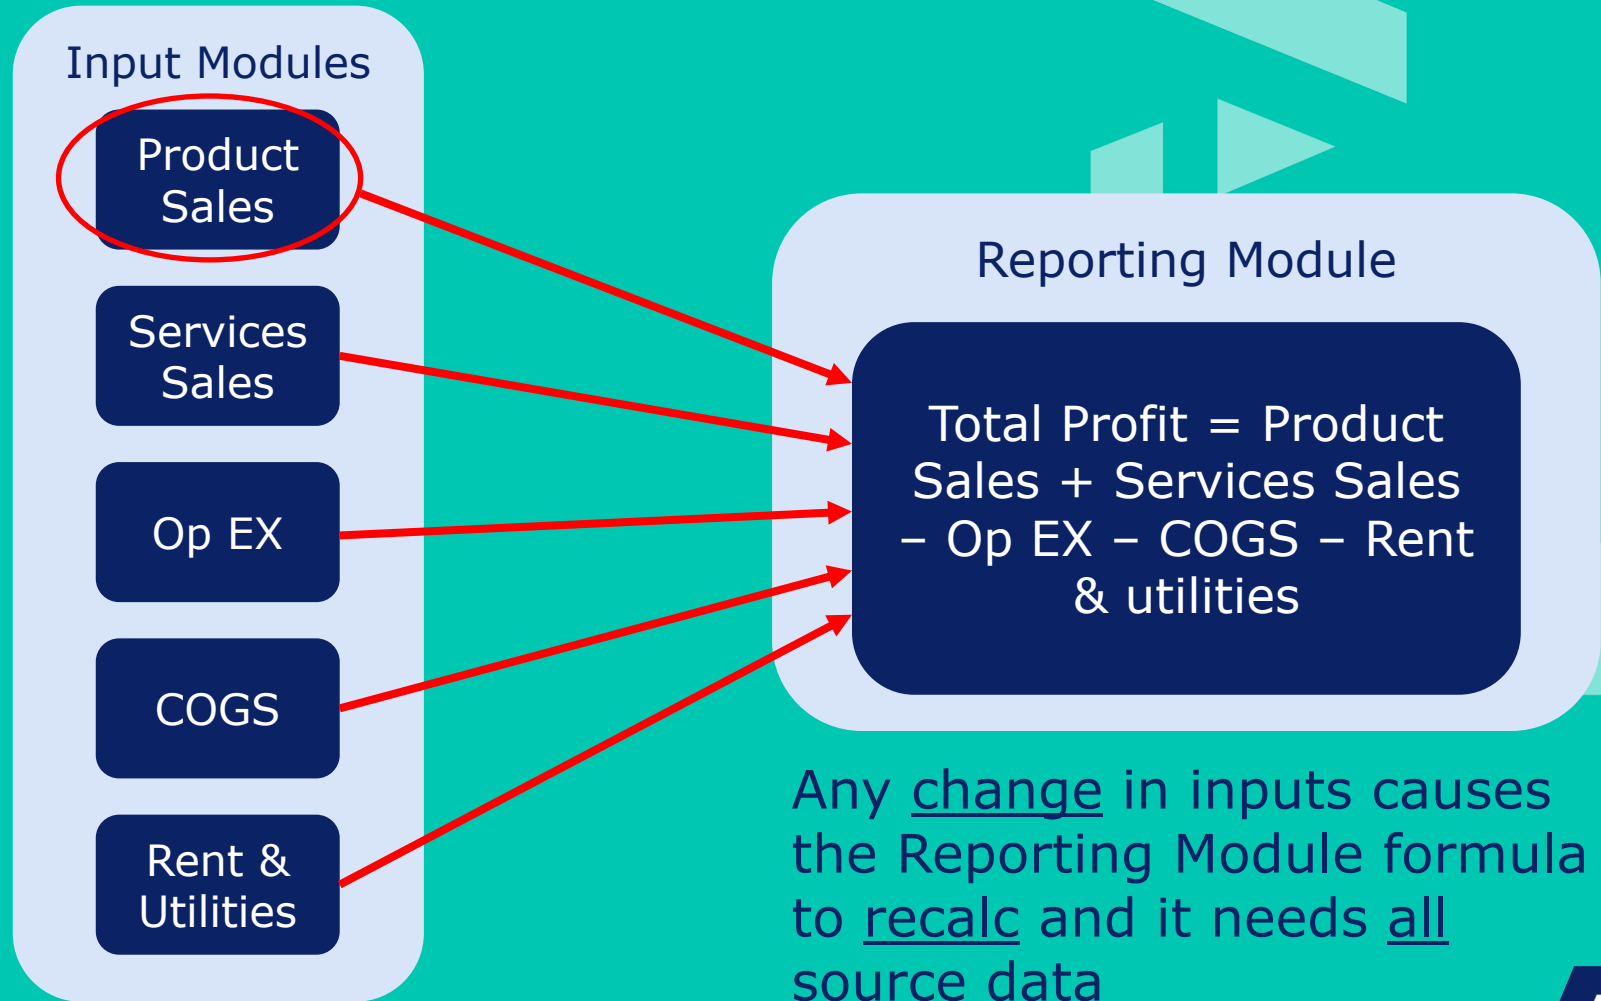 Input Modules
Product
Sales
Services
Sales
Op EX
COGS
Rent &
Utilities
Reporting Module
Total Profit = Product
Sales + Services Sales
– Op EX – COGS – Rent
& utilities
Any change in inputs causes
the Reporting Module formula
to recalc and it needs all
source data